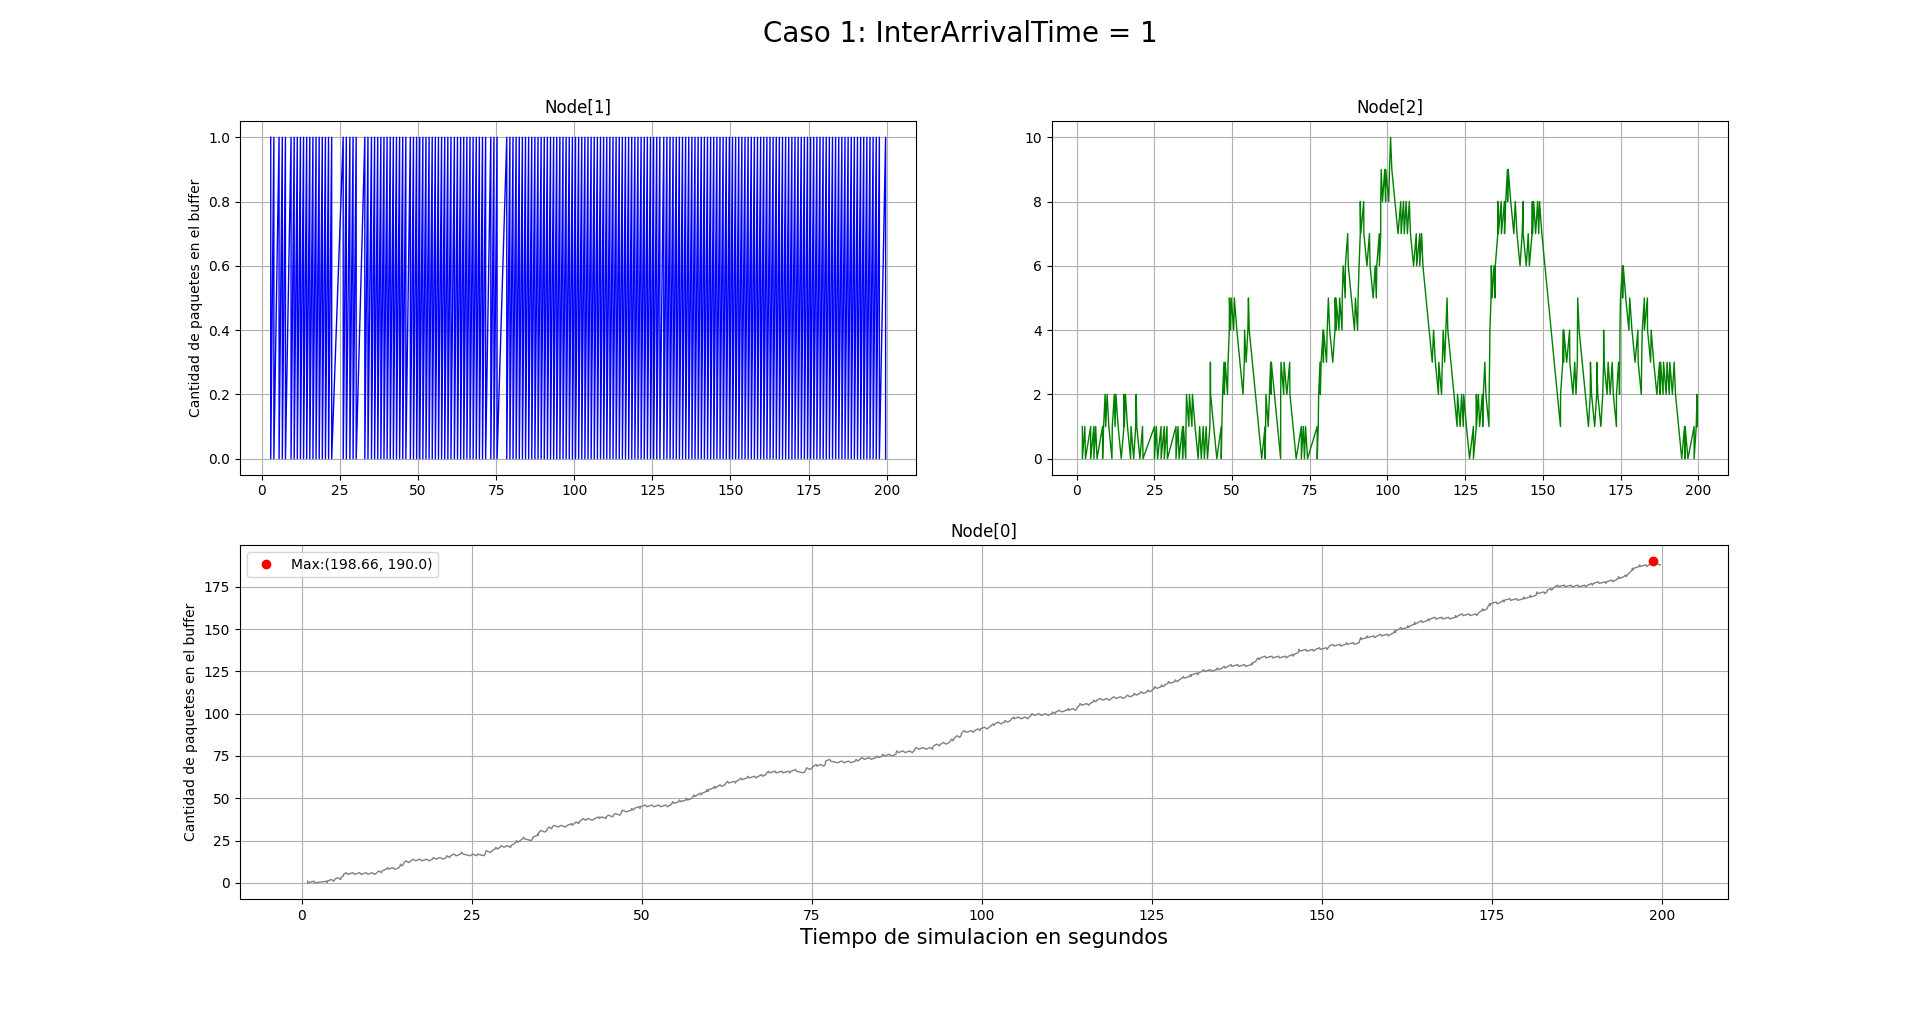 Caso 1: InterArrivalTime = 1
Node[1]
Cantidad de paquetes en el buffer
1.0
0.8
0.6
0.4
0.2
0.0
0 25 50 75 100 125 150 175 200
Node[2]
10
8
6
4
2
0
0 25 50 75 100 125 150 175 200
Node[0]
Max:(198.66, 190.0)
Cantidad de paquetes en el buffer
175
150
125
100
75
50
25
0
0 25 50 75 100 125 150 175 200
Tiempo de simulacion en segundos